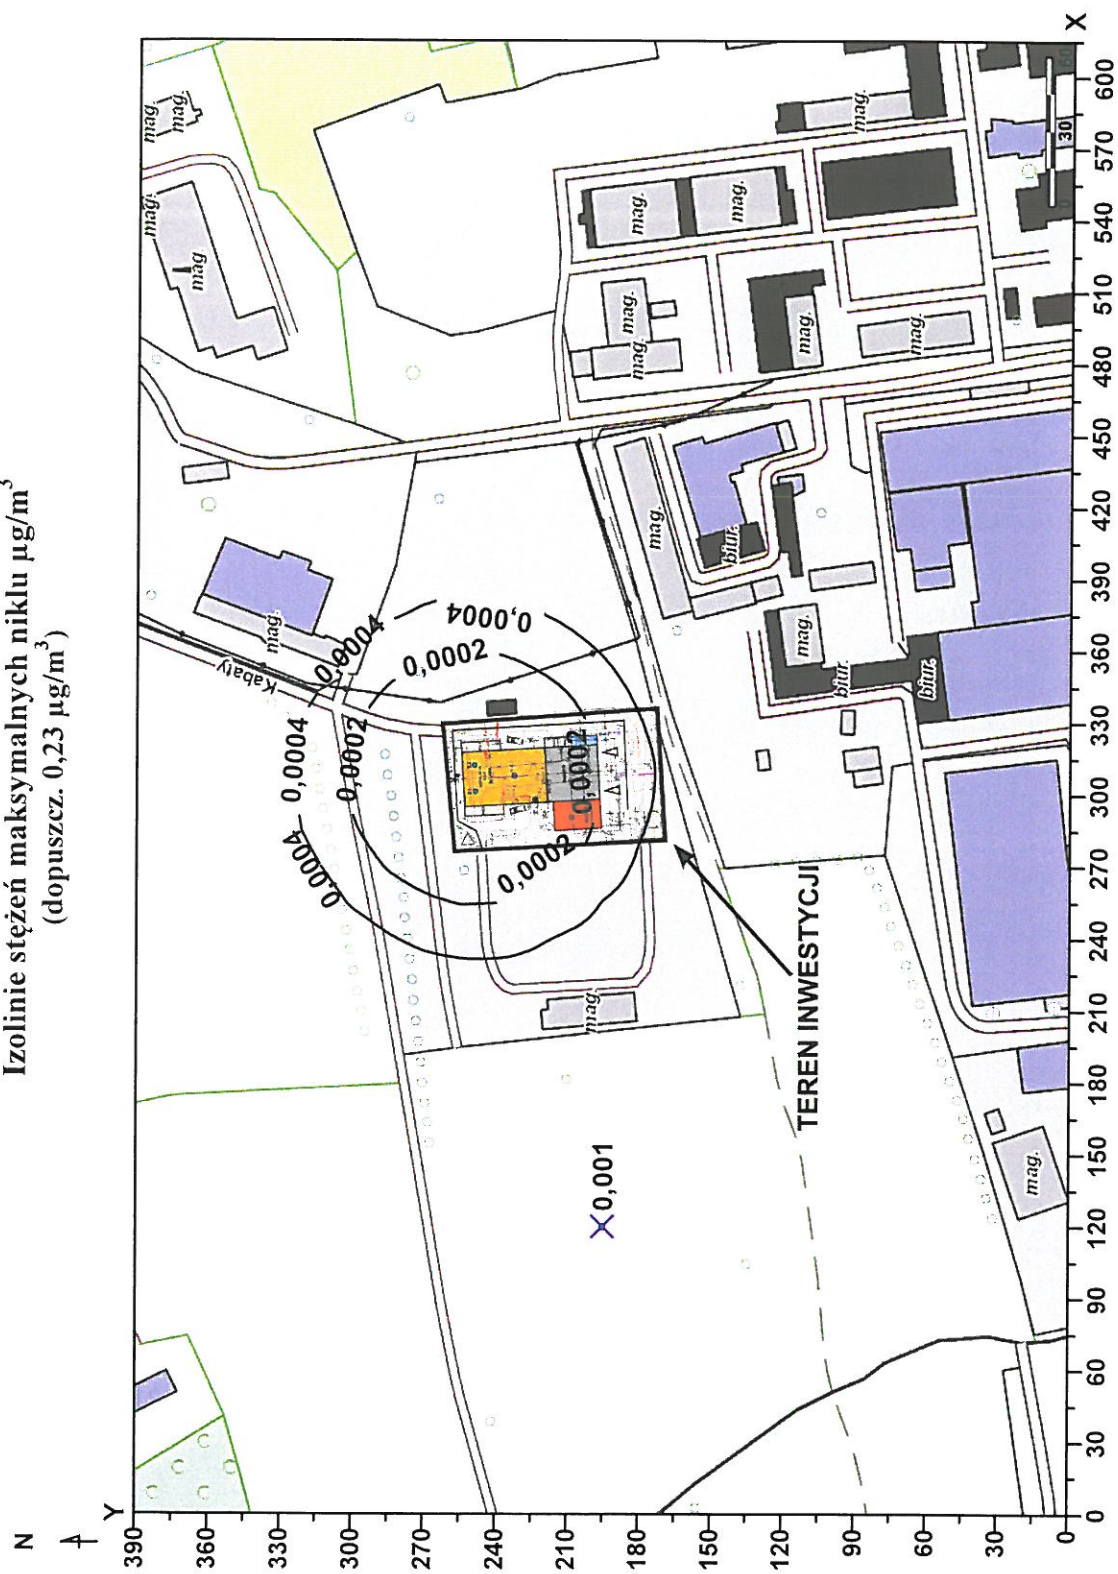 Izolinie stężeń maksymalnych niklu µg/m³
(dopuszcz. 0,23 µg/m³)
N
Y
X
390
360
330
300
270
240
210
180
150
120
90
60
30
0
0
30
60
90
120
150
180
210
240
270
300
330
360
390
420
450
480
510
540
570
600
mag.
mag.
mag.
mag
Kabaty
mag.
0,0004
0,0004
0,0004
0,0004
0,0002
0,0002
0,0002
0,0002
mag.
mag.
mag.
mag.
mag.
mag.
mag.
mag.
mag.
biur.
mag.
biur.
biur.
mag.
mag.
0,001
TEREN INWESTYCJI
30